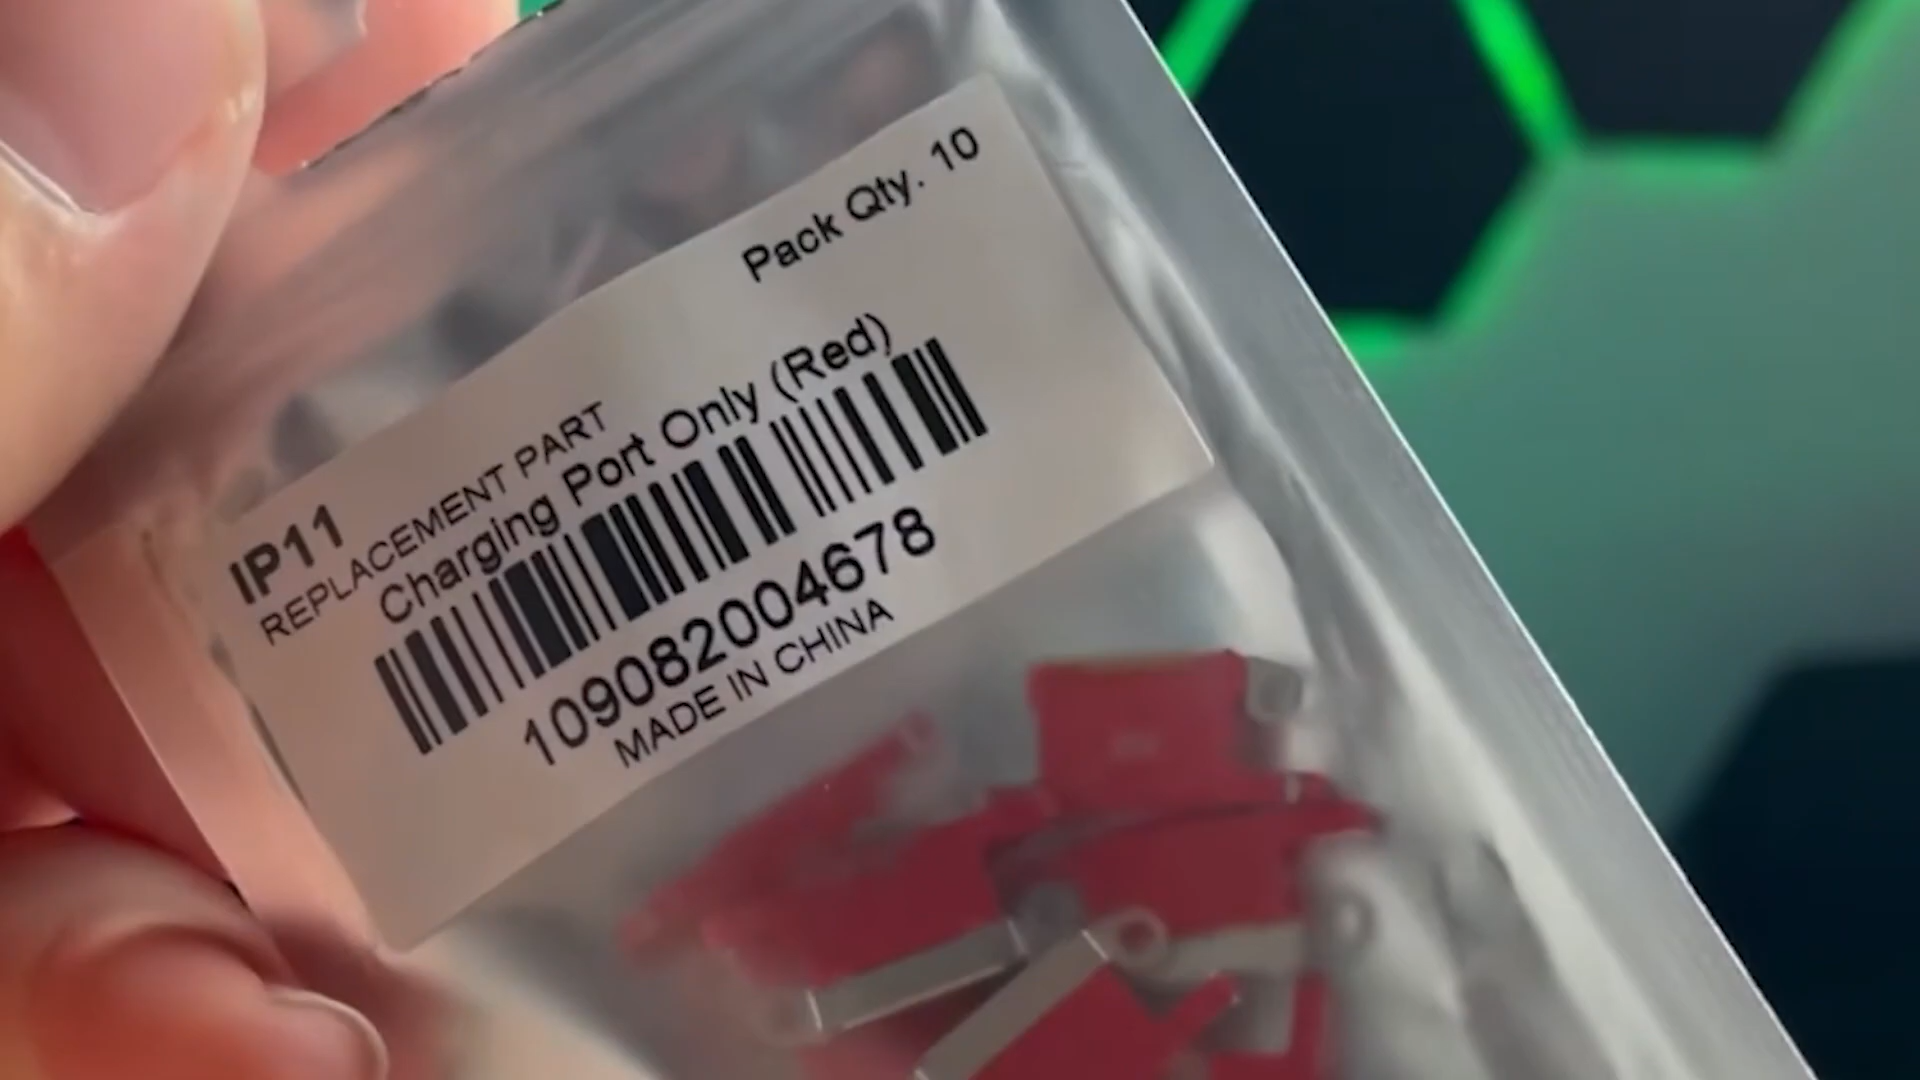 Pack Qty. 10
IP11
REPLACEMENT PART
Charging Port Only (Red)
109082004678
MADE IN CHINA